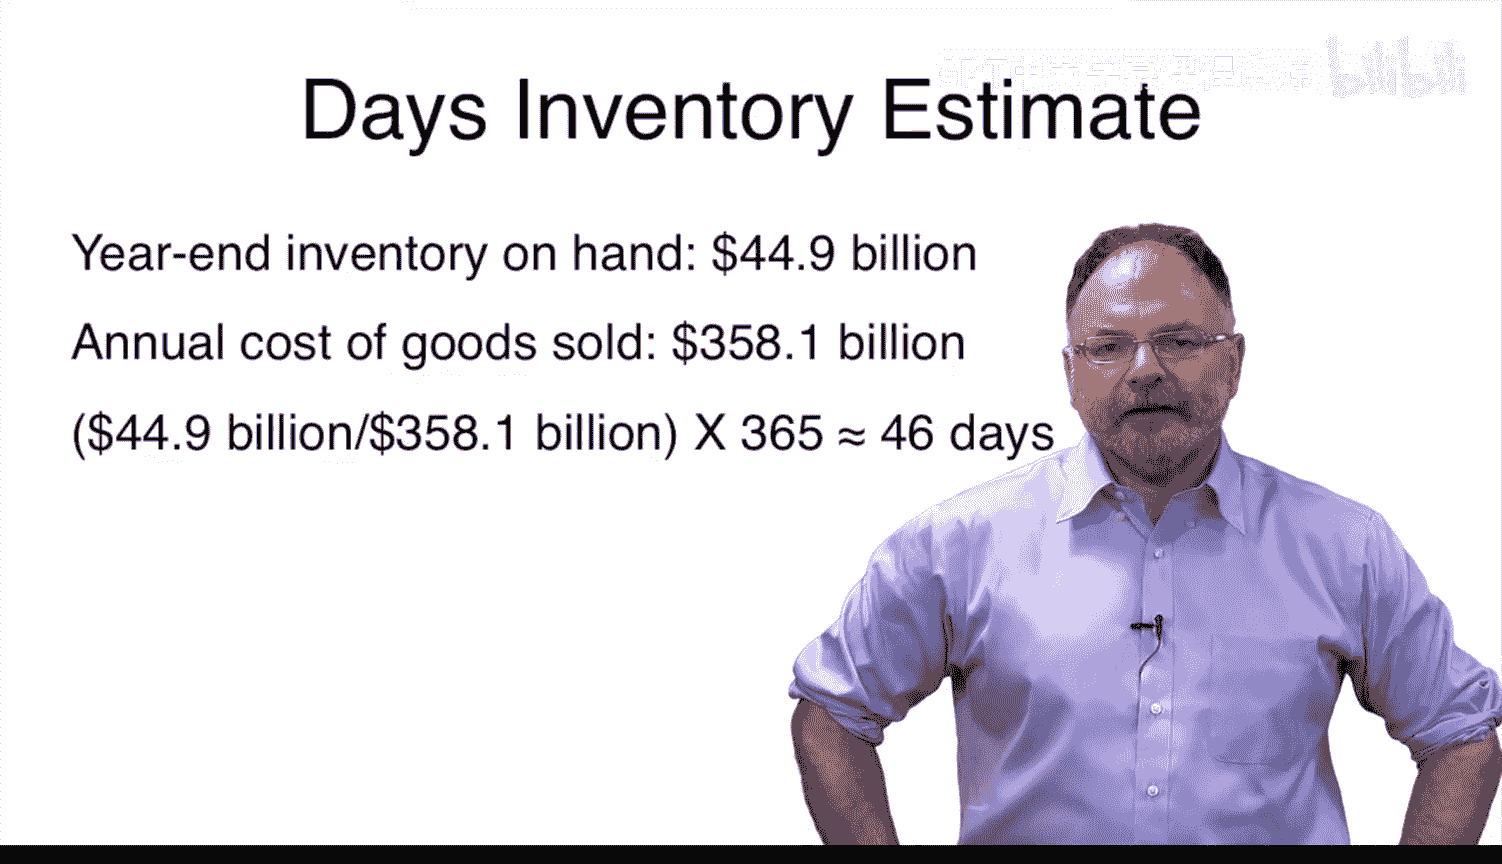 bilibili
Days Inventory Estimate
Year-end inventory on hand: $44.9 billion
Annual cost of goods sold: $358.1 billion
($44.9 billion/$358.1 billion) X 365 ≈ 46 days